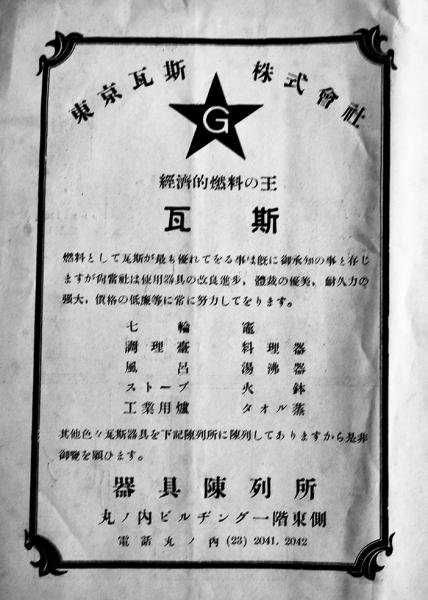 東京瓦斯 株式會社
G
經濟的燃料の王
瓦斯
燃料として瓦斯が最も優れてをる事は既に御承知の事と存じ
ますが尙當社は使用器具の改良進步，體裁の優美，耐久力の
强大，價格の低廉等に常に努力してをります。
七輪 竈
調理臺 料理器
風呂 湯沸器
ストーブ 火鉢
工業用爐 タオル蒸
其他色々瓦斯器具を下記陳列所に陳列してありますから是非
御覽を願ひます。
器具陳列所
丸ノ內ビルヂング一階東側
電話丸ノ內 (23) 2041. 2042